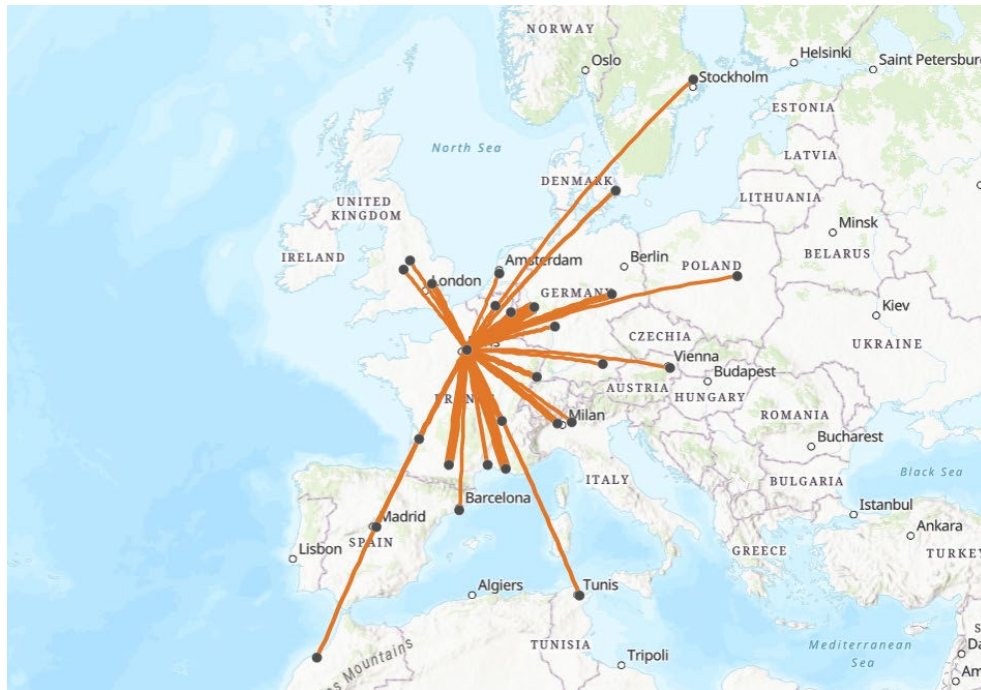 NORWAY
Oslo
Helsinki
Saint Petersburg
Stockholm
ESTONIA
North Sea
LATVIA
DENMARK
LITHUANIA
UNITED
KINGDOM
Minsk
BELARUS
IRELAND
Amsterdam
Berlin
POLAND
London
GERMANY
Kiev
UKRAINE
CZECHIA
Vienna
Budapest
AUSTRIA
HUNGARY
FRANCE
Milan
ROMANIA
Bucharest
ITALY
Black Sea
BULGARIA
Barcelona
Istanbul
Madrid
SPAIN
Ankara
Lisbon
GREECE
TURKEY
Algiers
Tunis
TUNISIA
Mediterranean
Sea
Tripoli
Mountains